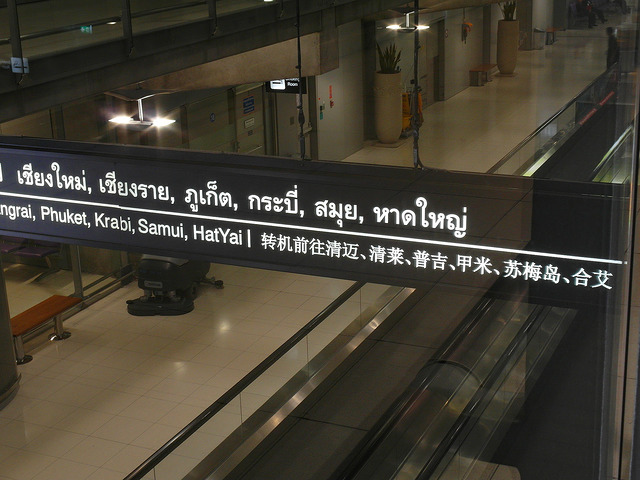 เชียงใหม่, เชียงราย, ภูเก็ต, กระบี่, สมุย, หาดใหญ่
ngrai, Phuket, Krabi, Samui, HatYai | 转机前往清迈、清莱、普吉、甲米、苏梅岛、合艾
Room